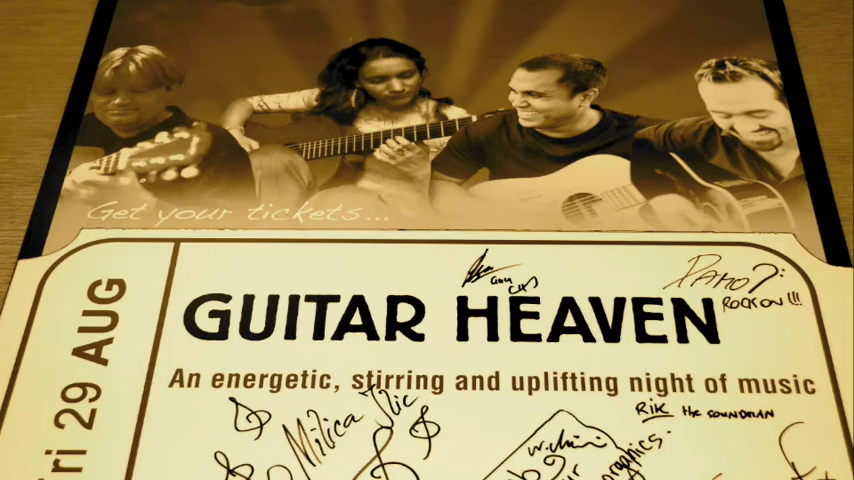 Get your tickets...
DAMO
ROCK ON !!!
GUITAR HEAVEN
Fri 29 AUG
An energetic, stirring and uplifting night of music
RIK the SOUNDMAN
Milica Ilic